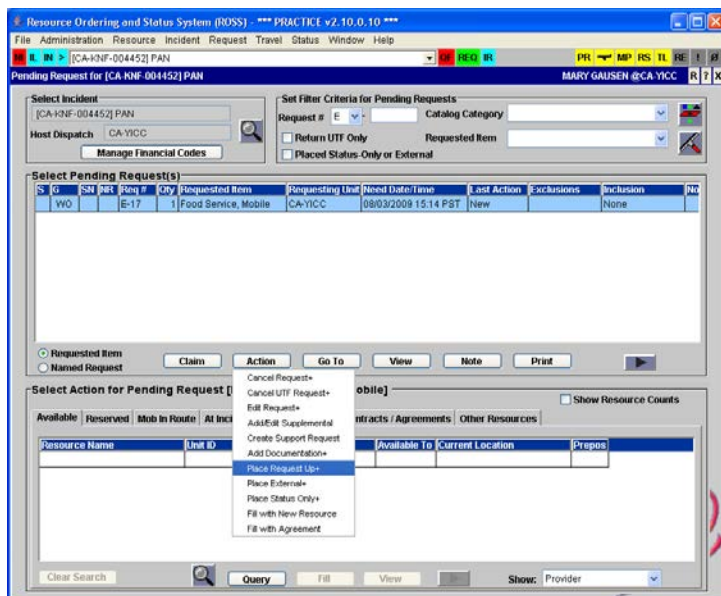 Resource Ordering and Status System (ROSS) - *** PRACTICE v2.10.0.10 ***
File Administration Resource Incident Request Travel Status Window Help
NI IL IN > [CA-KNF-004452] PAN QF REQ IR PR MP RS TL RE !
Pending Request for [CA-KNF-004452] PAN MARY GAUSEN @CA-YICC R ? X
Select Incident
[CA-KNF-004452] PAN
Host Dispatch CA-YICC
Manage Financial Codes
Set Filter Criteria for Pending Requests
Request # E - Catalog Category
Return UTF Only Requested Item
Placed Status-Only or External
Select Pending Request(s)
S G SN NR Req # Qty Requested Item Requesting Unit Need Date/Time Last Action Exclusions Inclusion No
WO E-17 1 Food Service, Mobile CA-YICC 08/03/2009 15:14 PST New None
Requested Item
Named Request
Claim Action Go To View Note Print
Cancel Request+
Cancel UTF Request+
Edit Request+
Add/Edit Supplemental
Create Support Request
Add Documentation+
Place Request Up+
Place External+
Place Status Only+
Fill with New Resource
Fill with Agreement
Select Action for Pending Request [ obile]
Show Resource Counts
Available Reserved Mob In Route At Inci ntracts / Agreements Other Resources
Resource Name Unit ID Available To Current Location Prepos
Clear Search Query Fill View Show: Provider